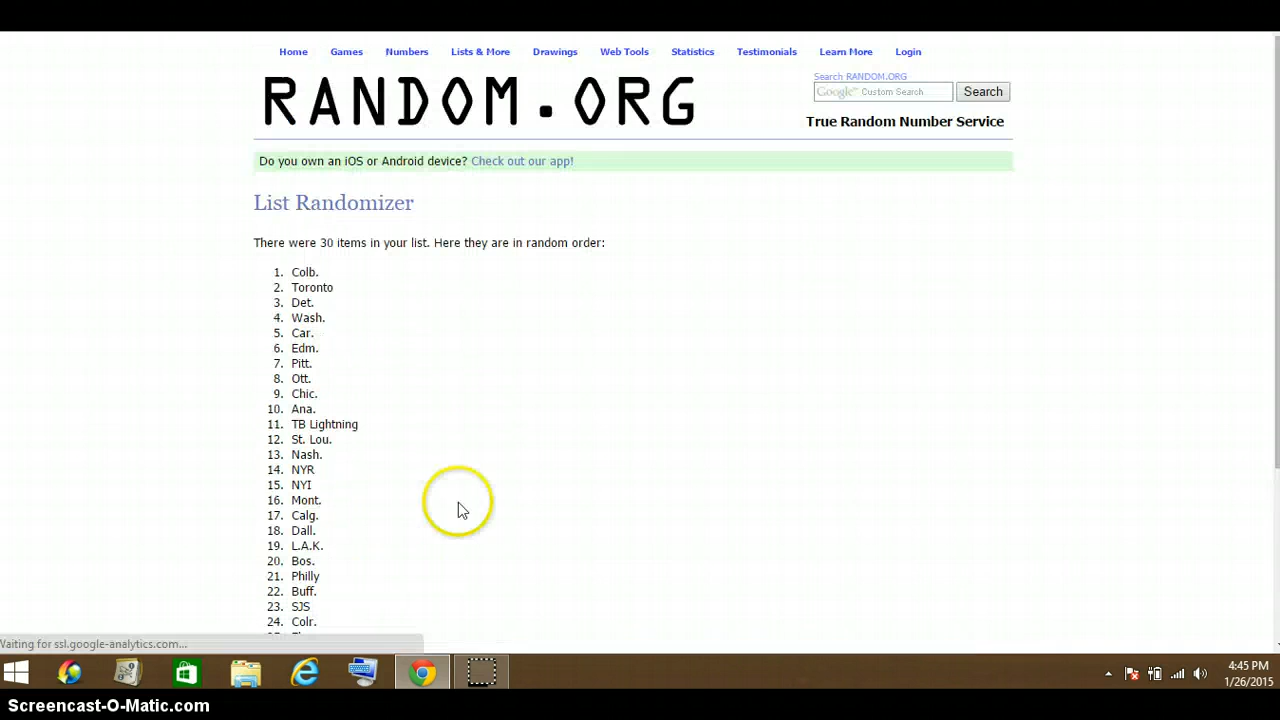 Home Games Numbers Lists & More Drawings Web Tools Statistics Testimonials Learn More Login
RANDOM.ORG
Search RANDOM.ORG
Google™ Custom Search Search
True Random Number Service
Do you own an iOS or Android device? Check out our app!
List Randomizer
There were 30 items in your list. Here they are in random order:
1. Colb.
2. Toronto
3. Det.
4. Wash.
5. Car.
6. Edm.
7. Pitt.
8. Ott.
9. Chic.
10. Ana.
11. TB Lightning
12. St. Lou.
13. Nash.
14. NYR
15. NYI
16. Mont.
17. Calg.
18. Dall.
19. L.A.K.
20. Bos.
21. Philly
22. Buff.
23. SJS
24. Colr.
Waiting for ssl.google-analytics.com...
4:45 PM
1/26/2015
Screencast-O-Matic.com